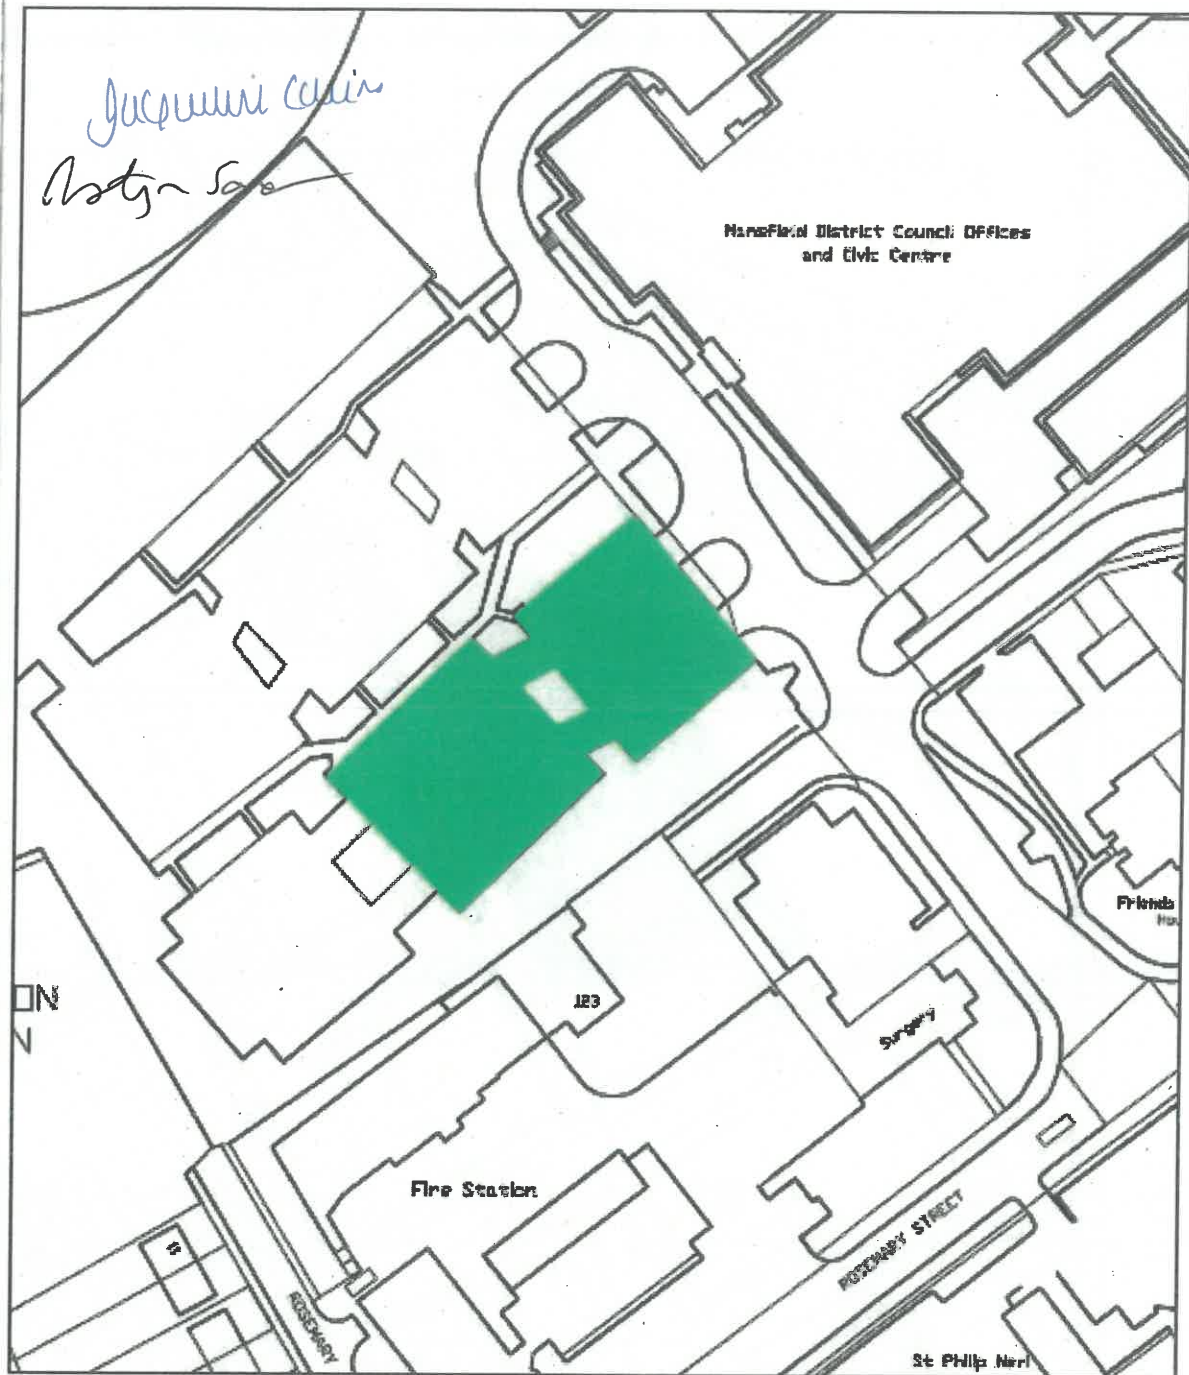 Mansfield District Council Offices
and Civic Centre
Friends
N
123
Surgery
Fire Station
ROSEMARY STREET
ROSEMARY
St Philip Neri